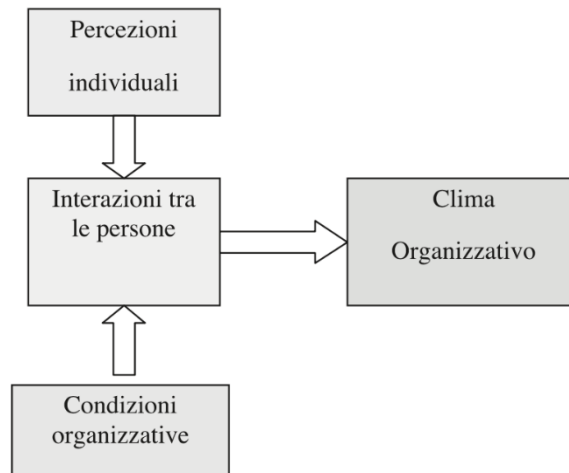 Percezioni
individuali
Interazioni tra
le persone
Clima
Organizzativo
Condizioni
organizzative